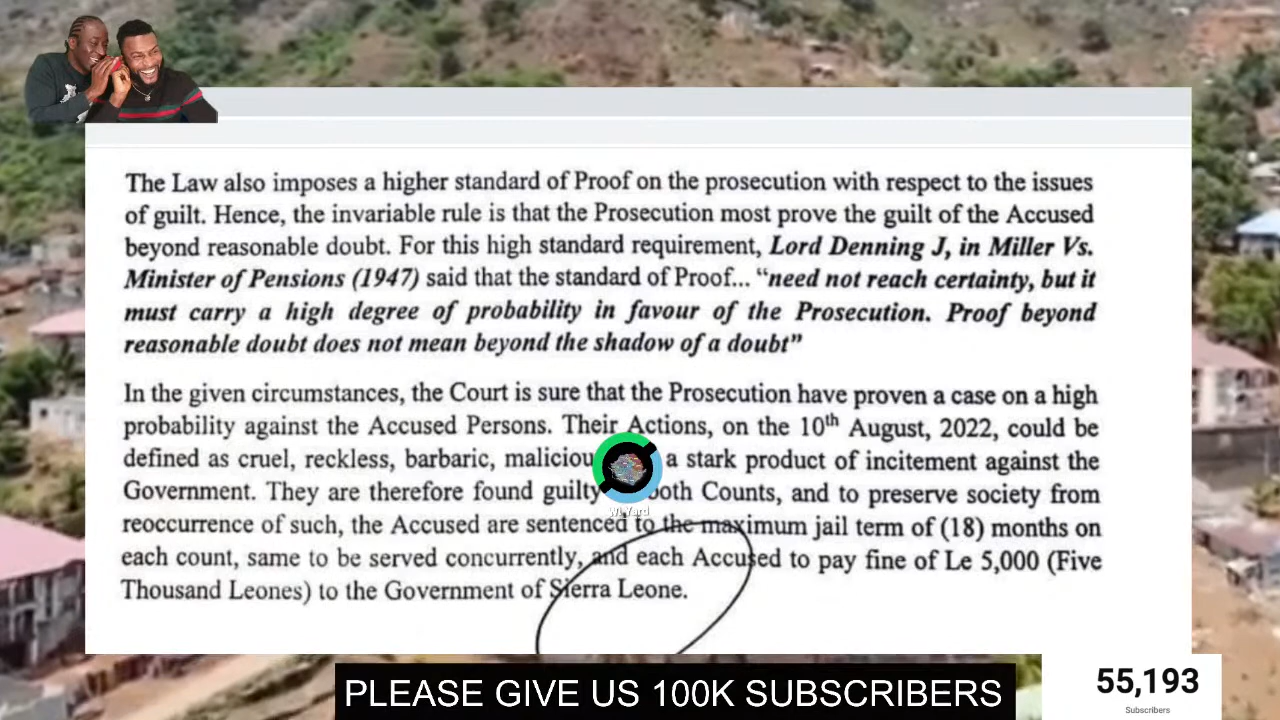 The Law also imposes a higher standard of Proof on the prosecution with respect to the issues
of guilt. Hence, the invariable rule is that the Prosecution most prove the guilt of the Accused
beyond reasonable doubt. For this high standard requirement, Lord Denning J, in Miller Vs.
Minister of Pensions (1947) said that the standard of Proof... “need not reach certainty, but it
must carry a high degree of probability in favour of the Prosecution. Proof beyond
reasonable doubt does not mean beyond the shadow of a doubt”
In the given circumstances, the Court is sure that the Prosecution have proven a case on a high
probability against the Accused Persons. Their Actions, on the 10th August, 2022, could be
defined as cruel, reckless, barbaric, maliciou a stark product of incitement against the
Government. They are therefore found guilty both Counts, and to preserve society from
reoccurrence of such, the Accused are sentenced to the maximum jail term of (18) months on
each count, same to be served concurrently, and each Accused to pay fine of Le 5,000 (Five
Thousand Leones) to the Government of Sierra Leone.
Wi Yard
PLEASE GIVE US 100K SUBSCRIBERS
55,193
Subscribers